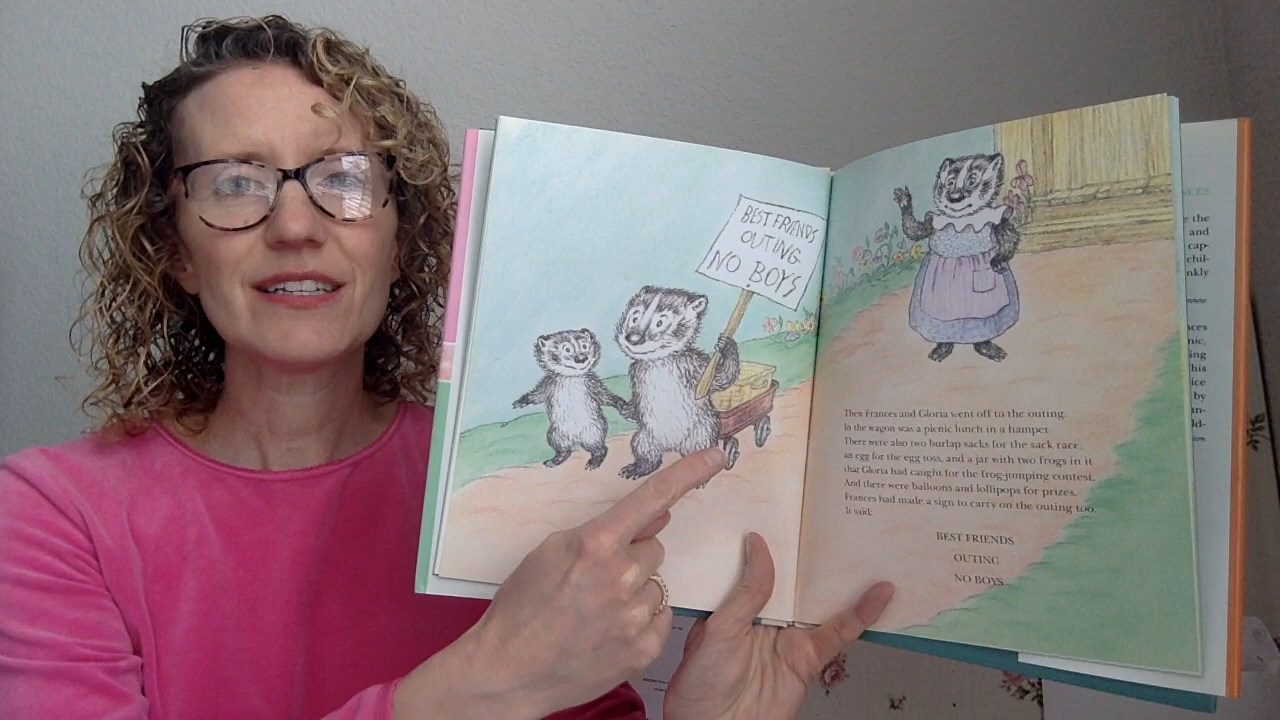 BEST FRIENDS
OUTING
NO BOYS
Then Frances and Gloria went off to the outing.
In the wagon was a picnic lunch in a hamper.
There were also two burlap sacks for the sack race,
an egg for the egg toss, and a jar with two frogs in it
that Gloria had caught for the frog-jumping contest.
And there were balloons and lollipops for prizes.
Frances had made a sign to carry on the outing too.
It said:
BEST FRIENDS
OUTING
NO BOYS
the
and